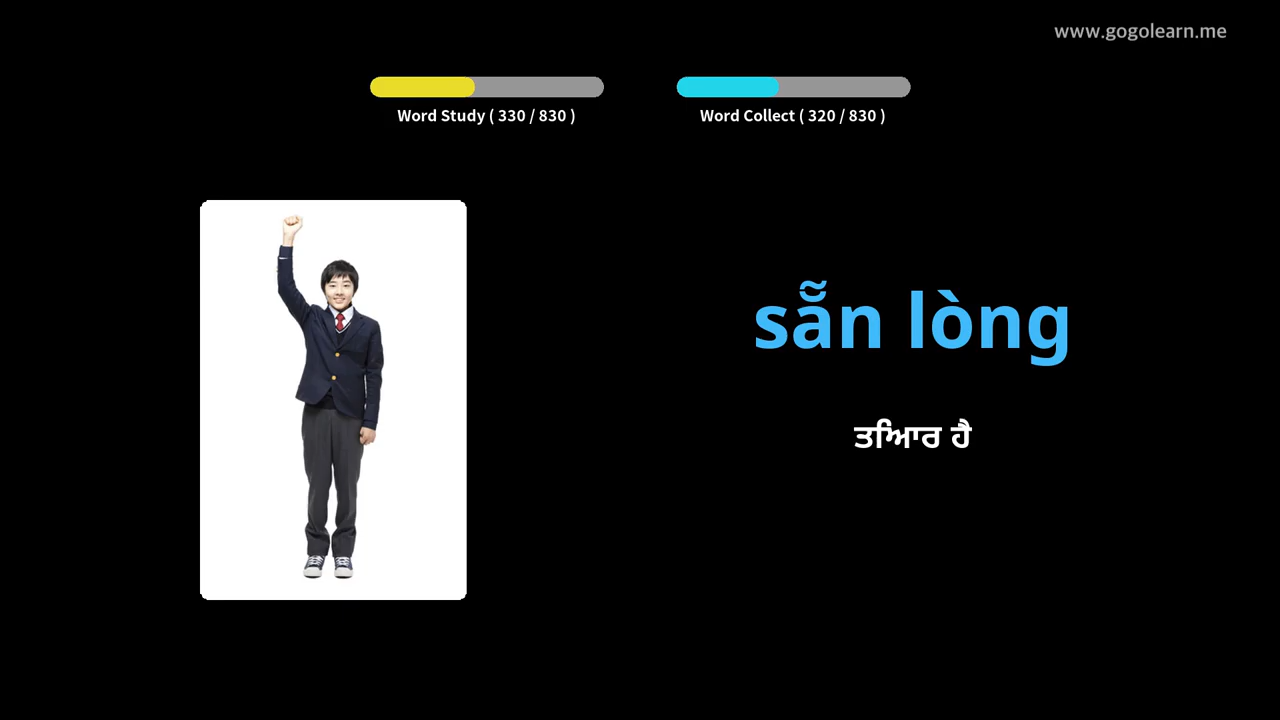 www.gogolearn.me
Word Study ( 330 / 830 )
Word Collect ( 320 / 830 )
sẵn lòng
ਤਿਆਰ ਹੈ